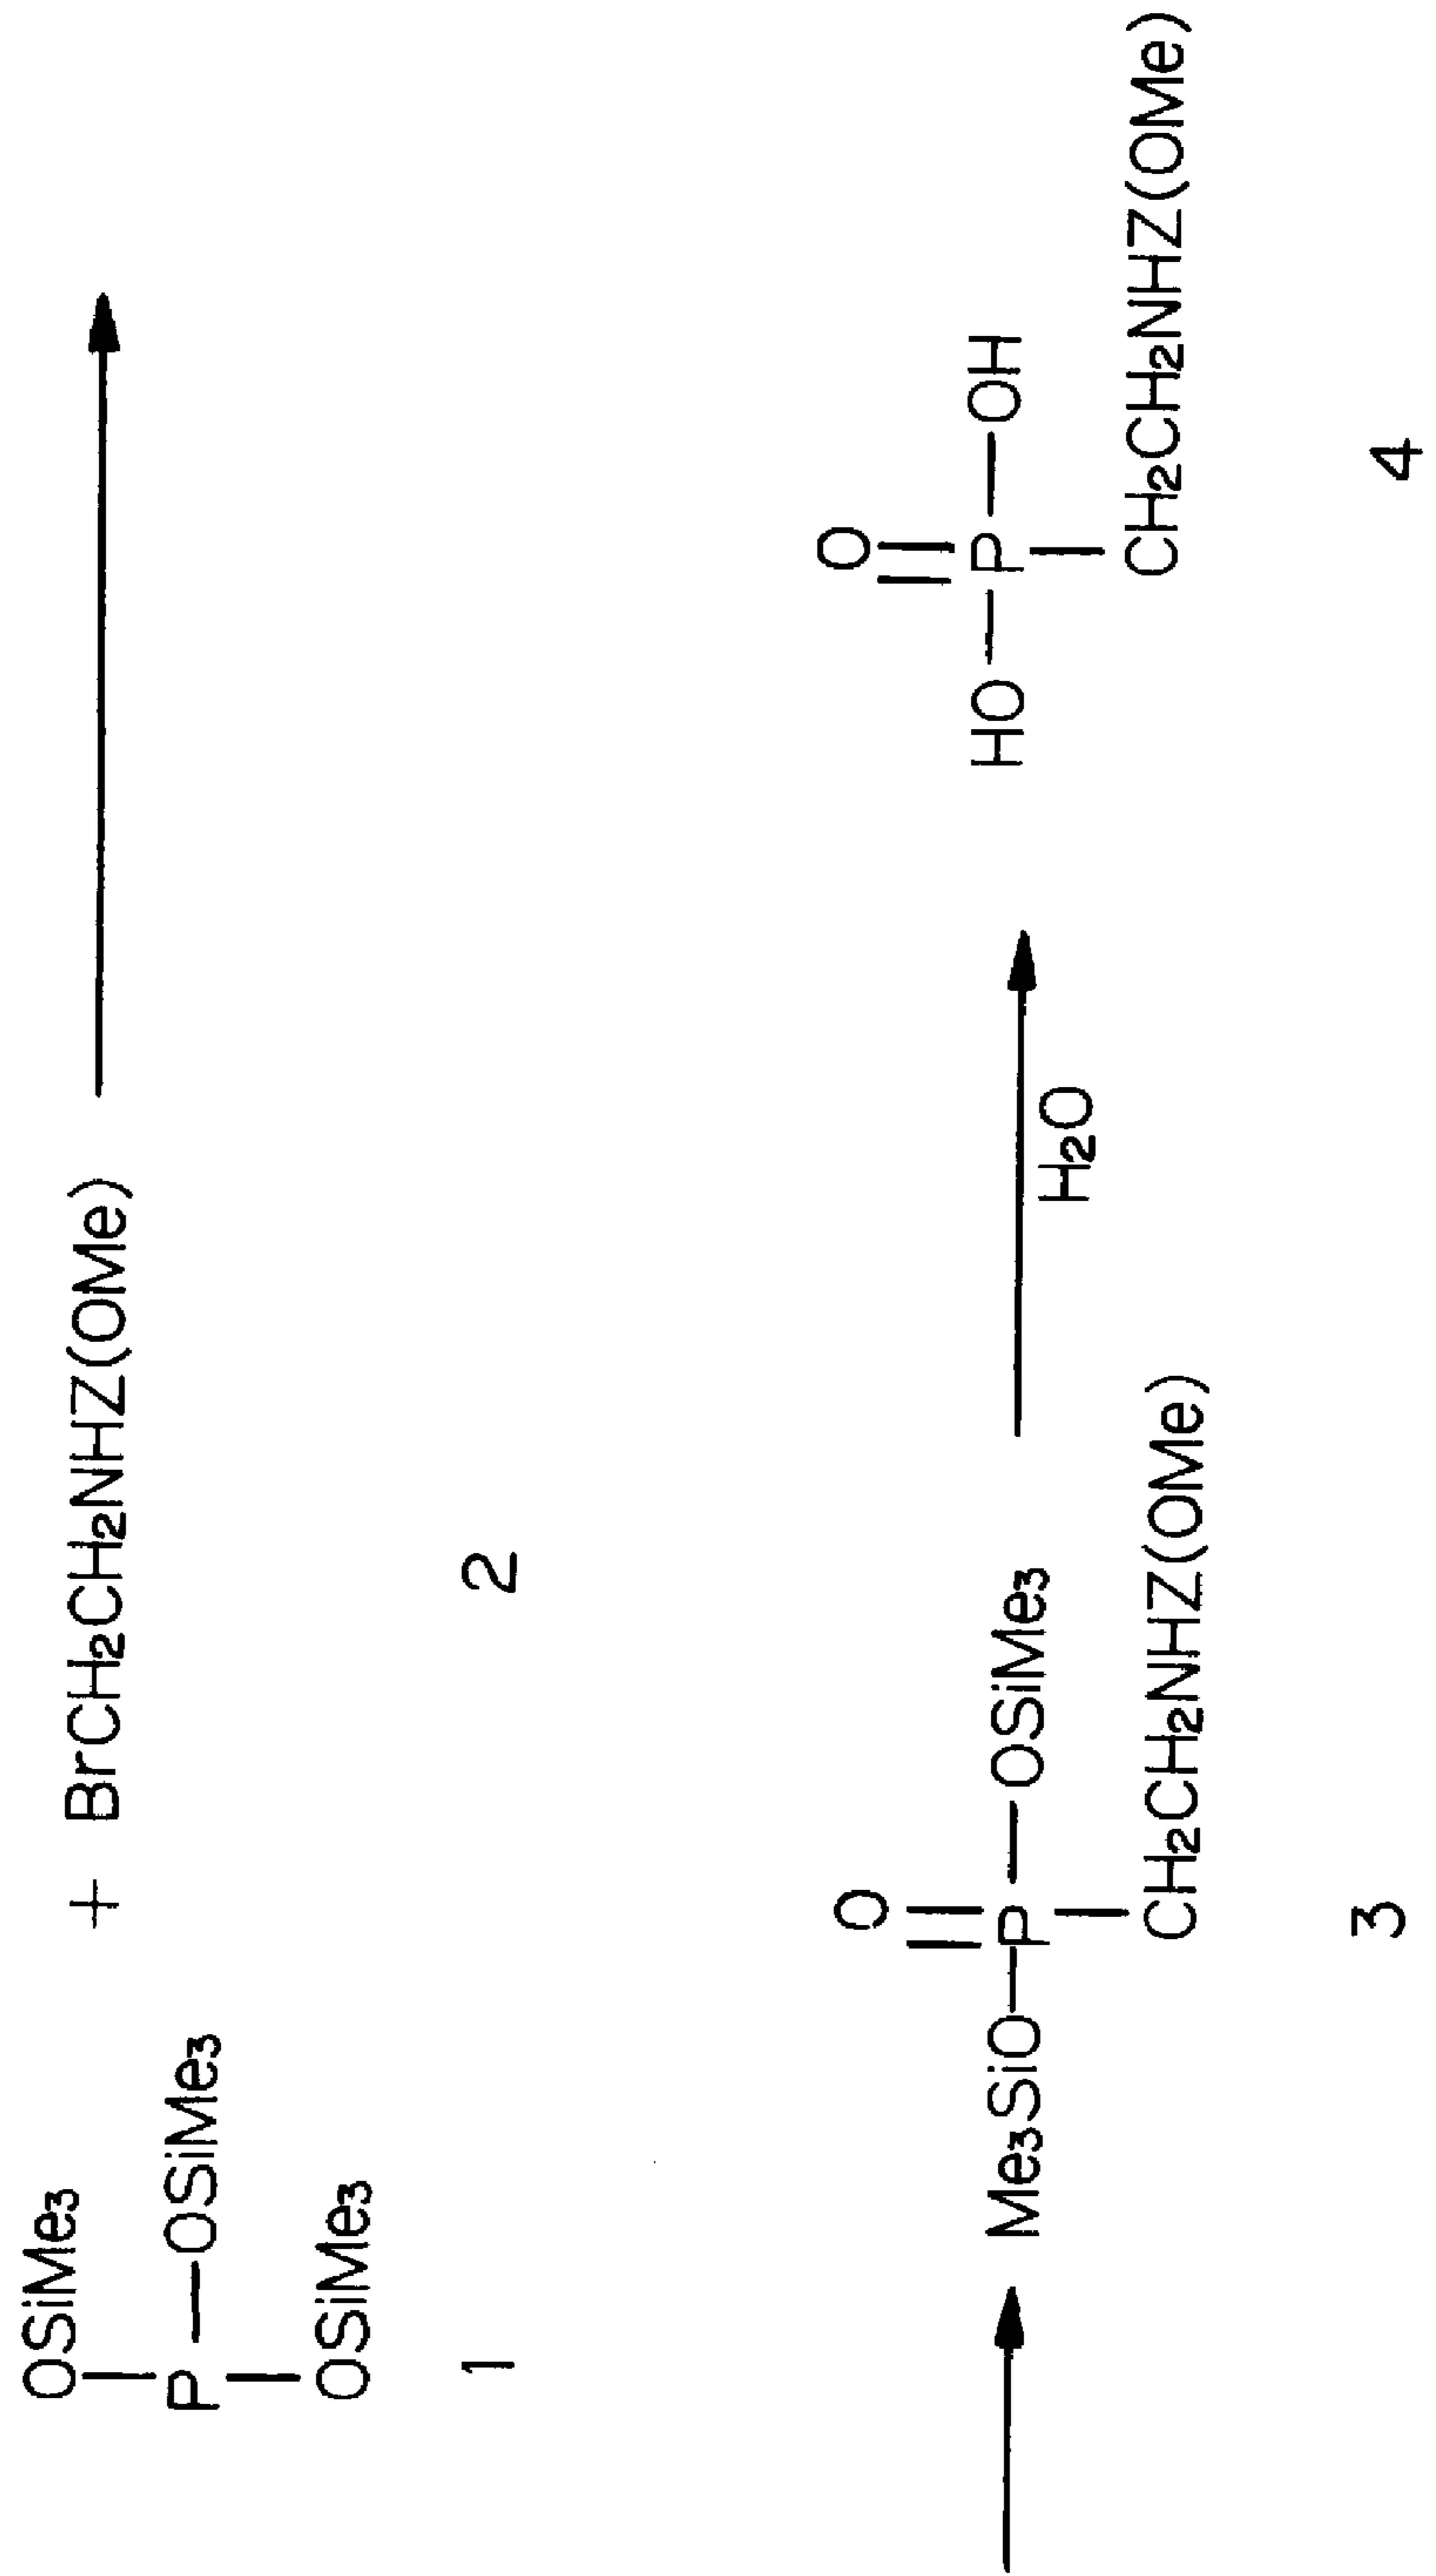 OSiMe3
P—OSiMe3 + BrCH2CH2NHZ(OMe)
OSiMe3
1 2
O O
Me3SiO—P—OSiMe3 H2O HO—P—OH
CH2CH2NHZ(OMe) CH2CH2NHZ(OMe)
3 4